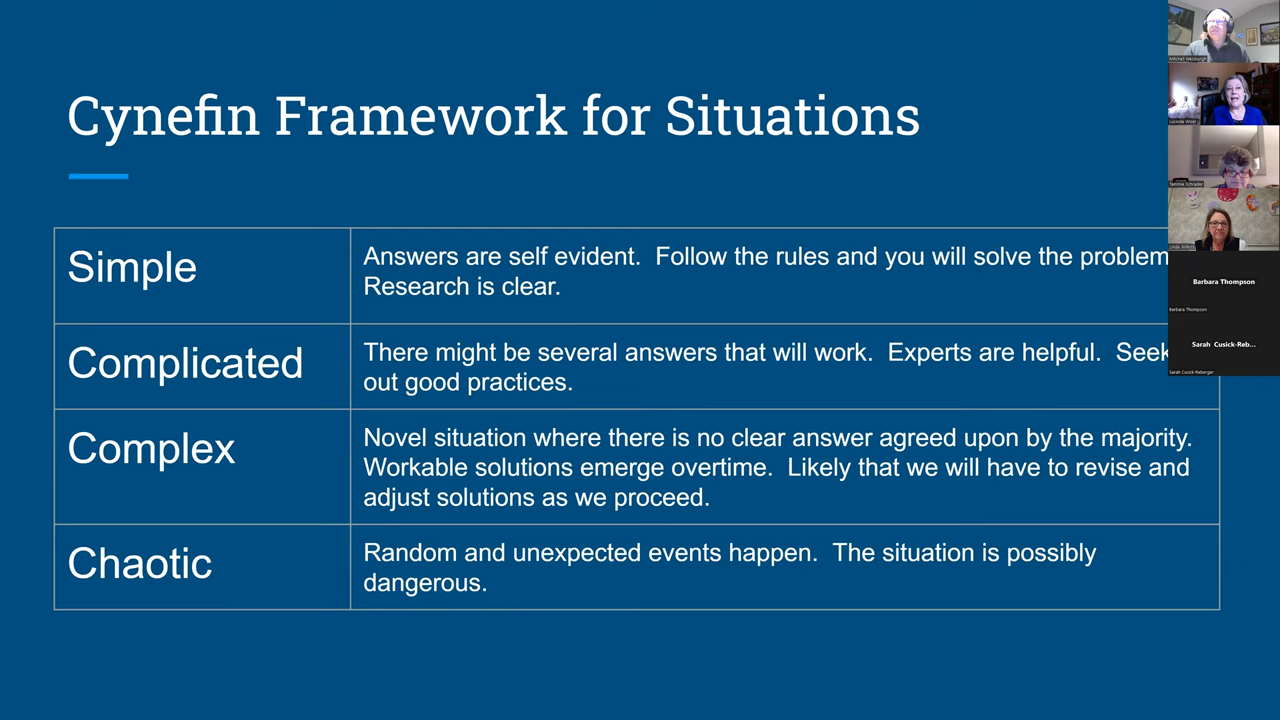 Cynefin Framework for Situations
Simple
Answers are self evident. Follow the rules and you will solve the problem
Research is clear.
Complicated
There might be several answers that will work. Experts are helpful. Seek
out good practices.
Complex
Novel situation where there is no clear answer agreed upon by the majority.
Workable solutions emerge overtime. Likely that we will have to revise and
adjust solutions as we proceed.
Chaotic
Random and unexpected events happen. The situation is possibly
dangerous.
Tammie Schrader
Linda Wilkins
Barbara Thompson
Barbara Thompson
Sarah Cusick-Reb...
Sarah Cusick-Reberger